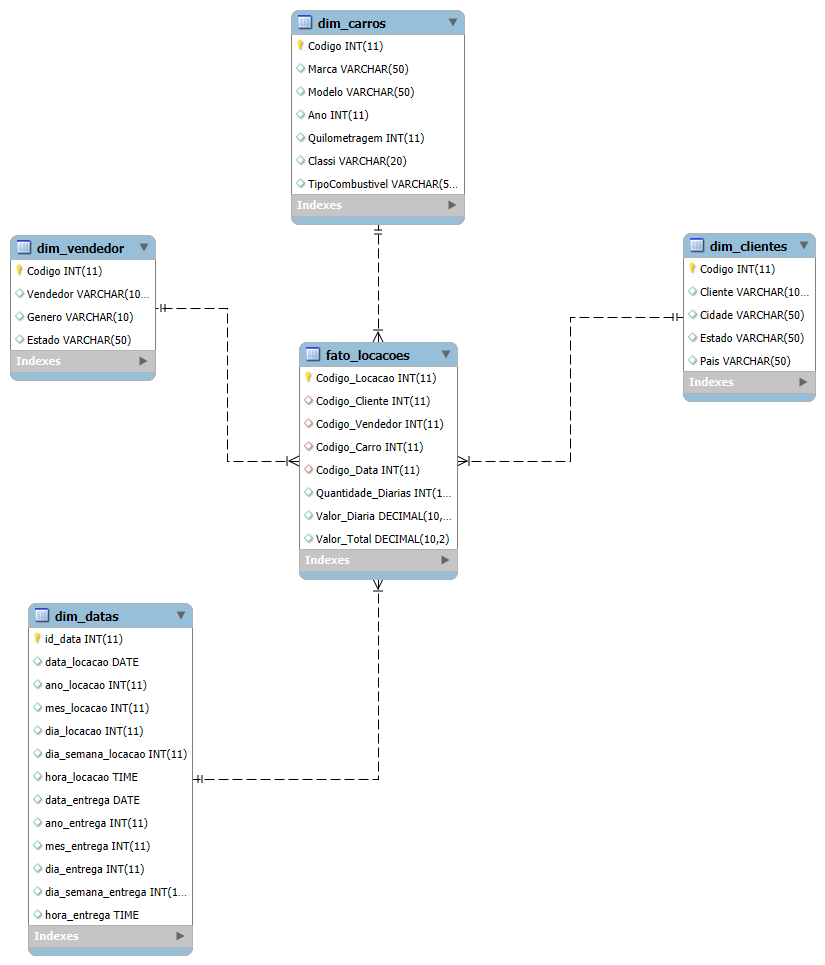 dim_carros
Codigo INT(11)
Marca VARCHAR(50)
Modelo VARCHAR(50)
Ano INT(11)
Quilometragem INT(11)
Classi VARCHAR(20)
TipoCombustivel VARCHAR(5...
Indexes
dim_vendedor
Codigo INT(11)
Vendedor VARCHAR(10...
Genero VARCHAR(10)
Estado VARCHAR(50)
Indexes
dim_clientes
Codigo INT(11)
Cliente VARCHAR(10...
Cidade VARCHAR(50)
Estado VARCHAR(50)
Pais VARCHAR(50)
Indexes
fato_locacoes
Codigo_Locacao INT(11)
Codigo_Cliente INT(11)
Codigo_Vendedor INT(11)
Codigo_Carro INT(11)
Codigo_Data INT(11)
Quantidade_Diarias INT(1...
Valor_Diaria DECIMAL(10,...
Valor_Total DECIMAL(10,2)
Indexes
dim_datas
id_data INT(11)
data_locacao DATE
ano_locacao INT(11)
mes_locacao INT(11)
dia_locacao INT(11)
dia_semana_locacao INT(11)
hora_locacao TIME
data_entrega DATE
ano_entrega INT(11)
mes_entrega INT(11)
dia_entrega INT(11)
dia_semana_entrega INT(1...
hora_entrega TIME
Indexes